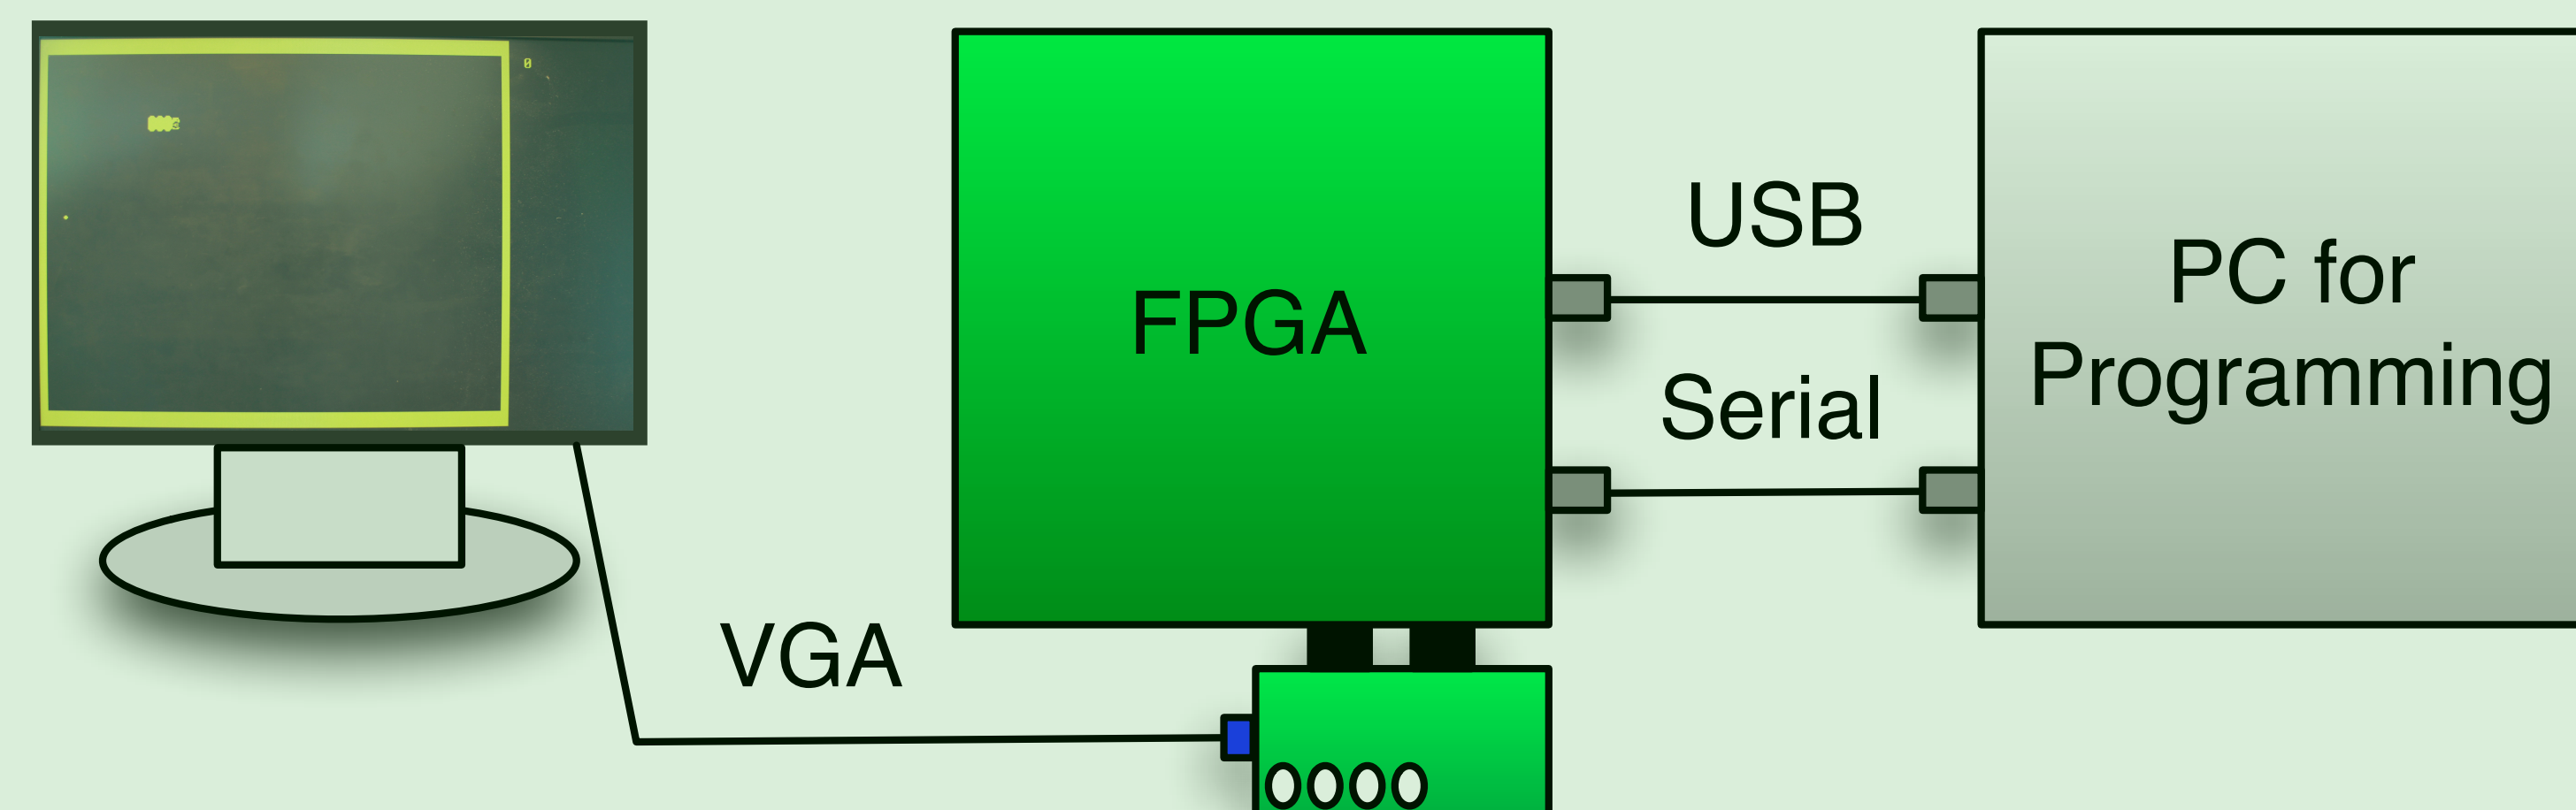 0
FPGA
USB
Serial
PC for
Programming
VGA